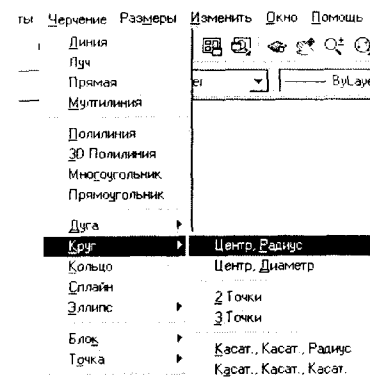 ты Черчение Размеры Изменить Окно Помощь
Линия
Луч
Прямая
ByLaye
Мултилиния
Полилиния
3D Полилиния
Многоугольник
Прямоугольник
Дуга
Круг
Центр, Радиус
Кольцо
Центр, Диаметр
Сплайн
2 Точки
Эллипс
3 Точки
Блок
Касат., Касат., Радиус
Точка
Касат., Касат., Касат.